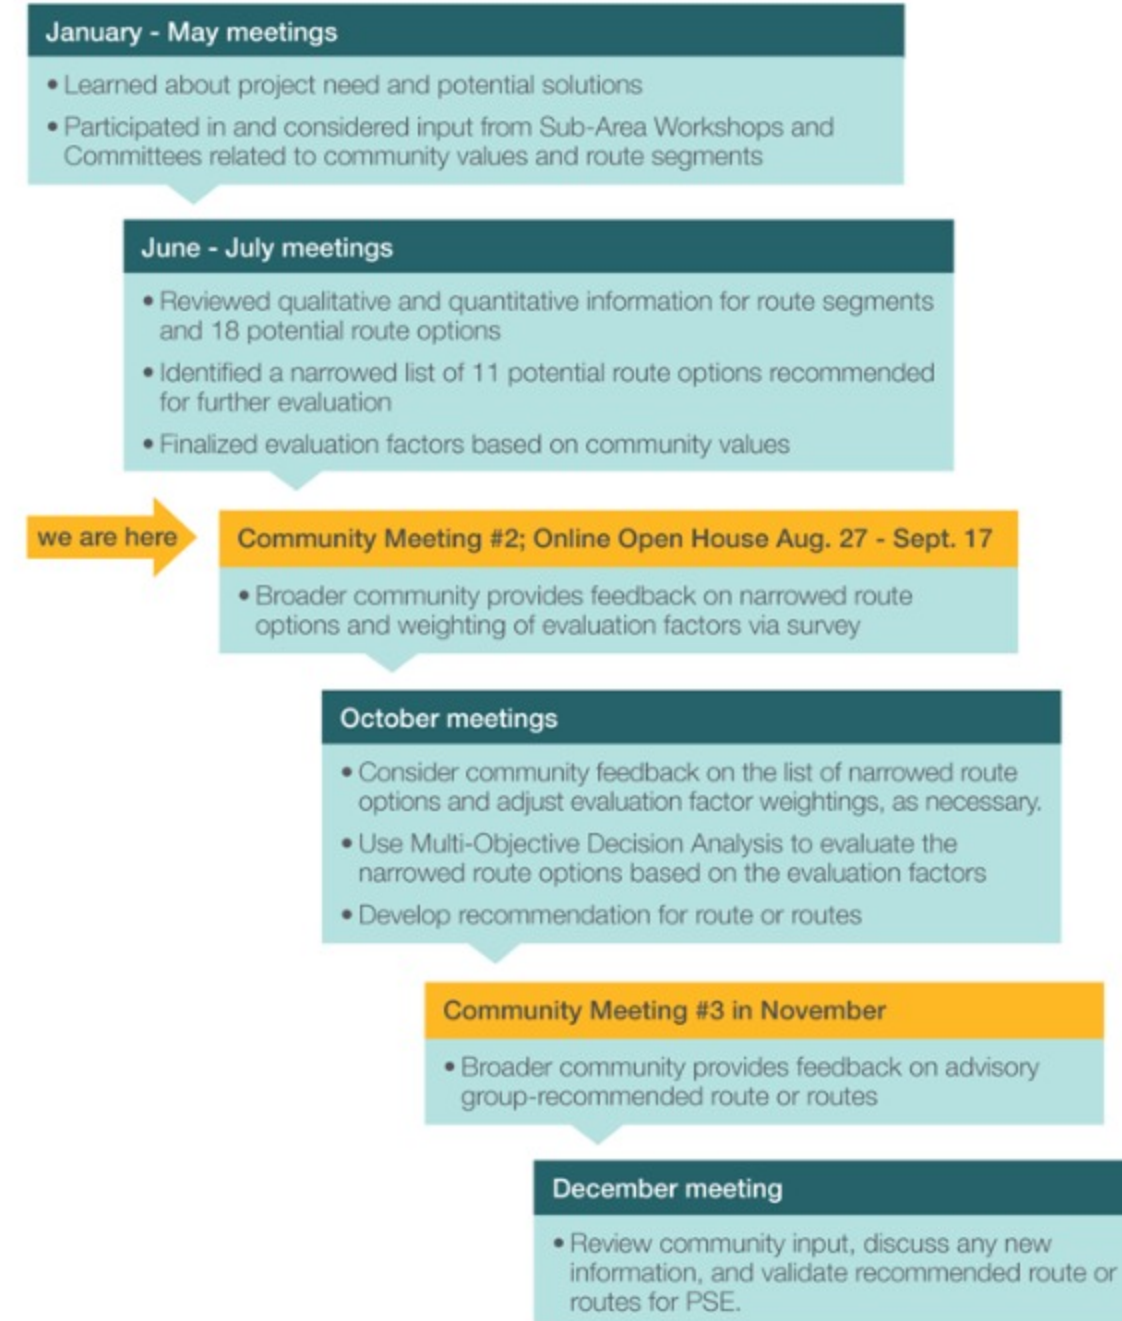 January - May meetings
• Learned about project need and potential solutions
• Participated in and considered input from Sub-Area Workshops and
Committees related to community values and route segments
June - July meetings
• Reviewed qualitative and quantitative information for route segments
and 18 potential route options
• Identified a narrowed list of 11 potential route options recommended
for further evaluation
• Finalized evaluation factors based on community values
we are here
Community Meeting #2; Online Open House Aug. 27 - Sept. 17
• Broader community provides feedback on narrowed route
options and weighting of evaluation factors via survey
October meetings
• Consider community feedback on the list of narrowed route
options and adjust evaluation factor weightings, as necessary.
• Use Multi-Objective Decision Analysis to evaluate the
narrowed route options based on the evaluation factors
• Develop recommendation for route or routes
Community Meeting #3 in November
• Broader community provides feedback on advisory
group-recommended route or routes
December meeting
• Review community input, discuss any new
information, and validate recommended route or
routes for PSE.